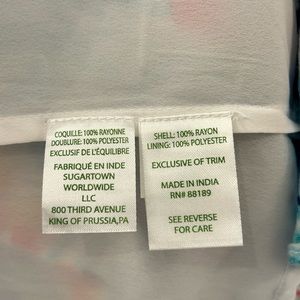 COQUILLE: 100% RAYONNE
DOUBLURE: 100% POLYESTER
EXCLUSIF DE L'ÉQUILIBRE
FABRIQUÉ EN INDE
SUGARTOWN
WORLDWIDE
LLC
800 THIRD AVENUE
KING OF PRUSSIA,PA
SHELL: 100% RAYON
LINING: 100% POLYESTER
EXCLUSIVE OF TRIM
MADE IN INDIA
RN# 88189
SEE REVERSE
FOR CARE